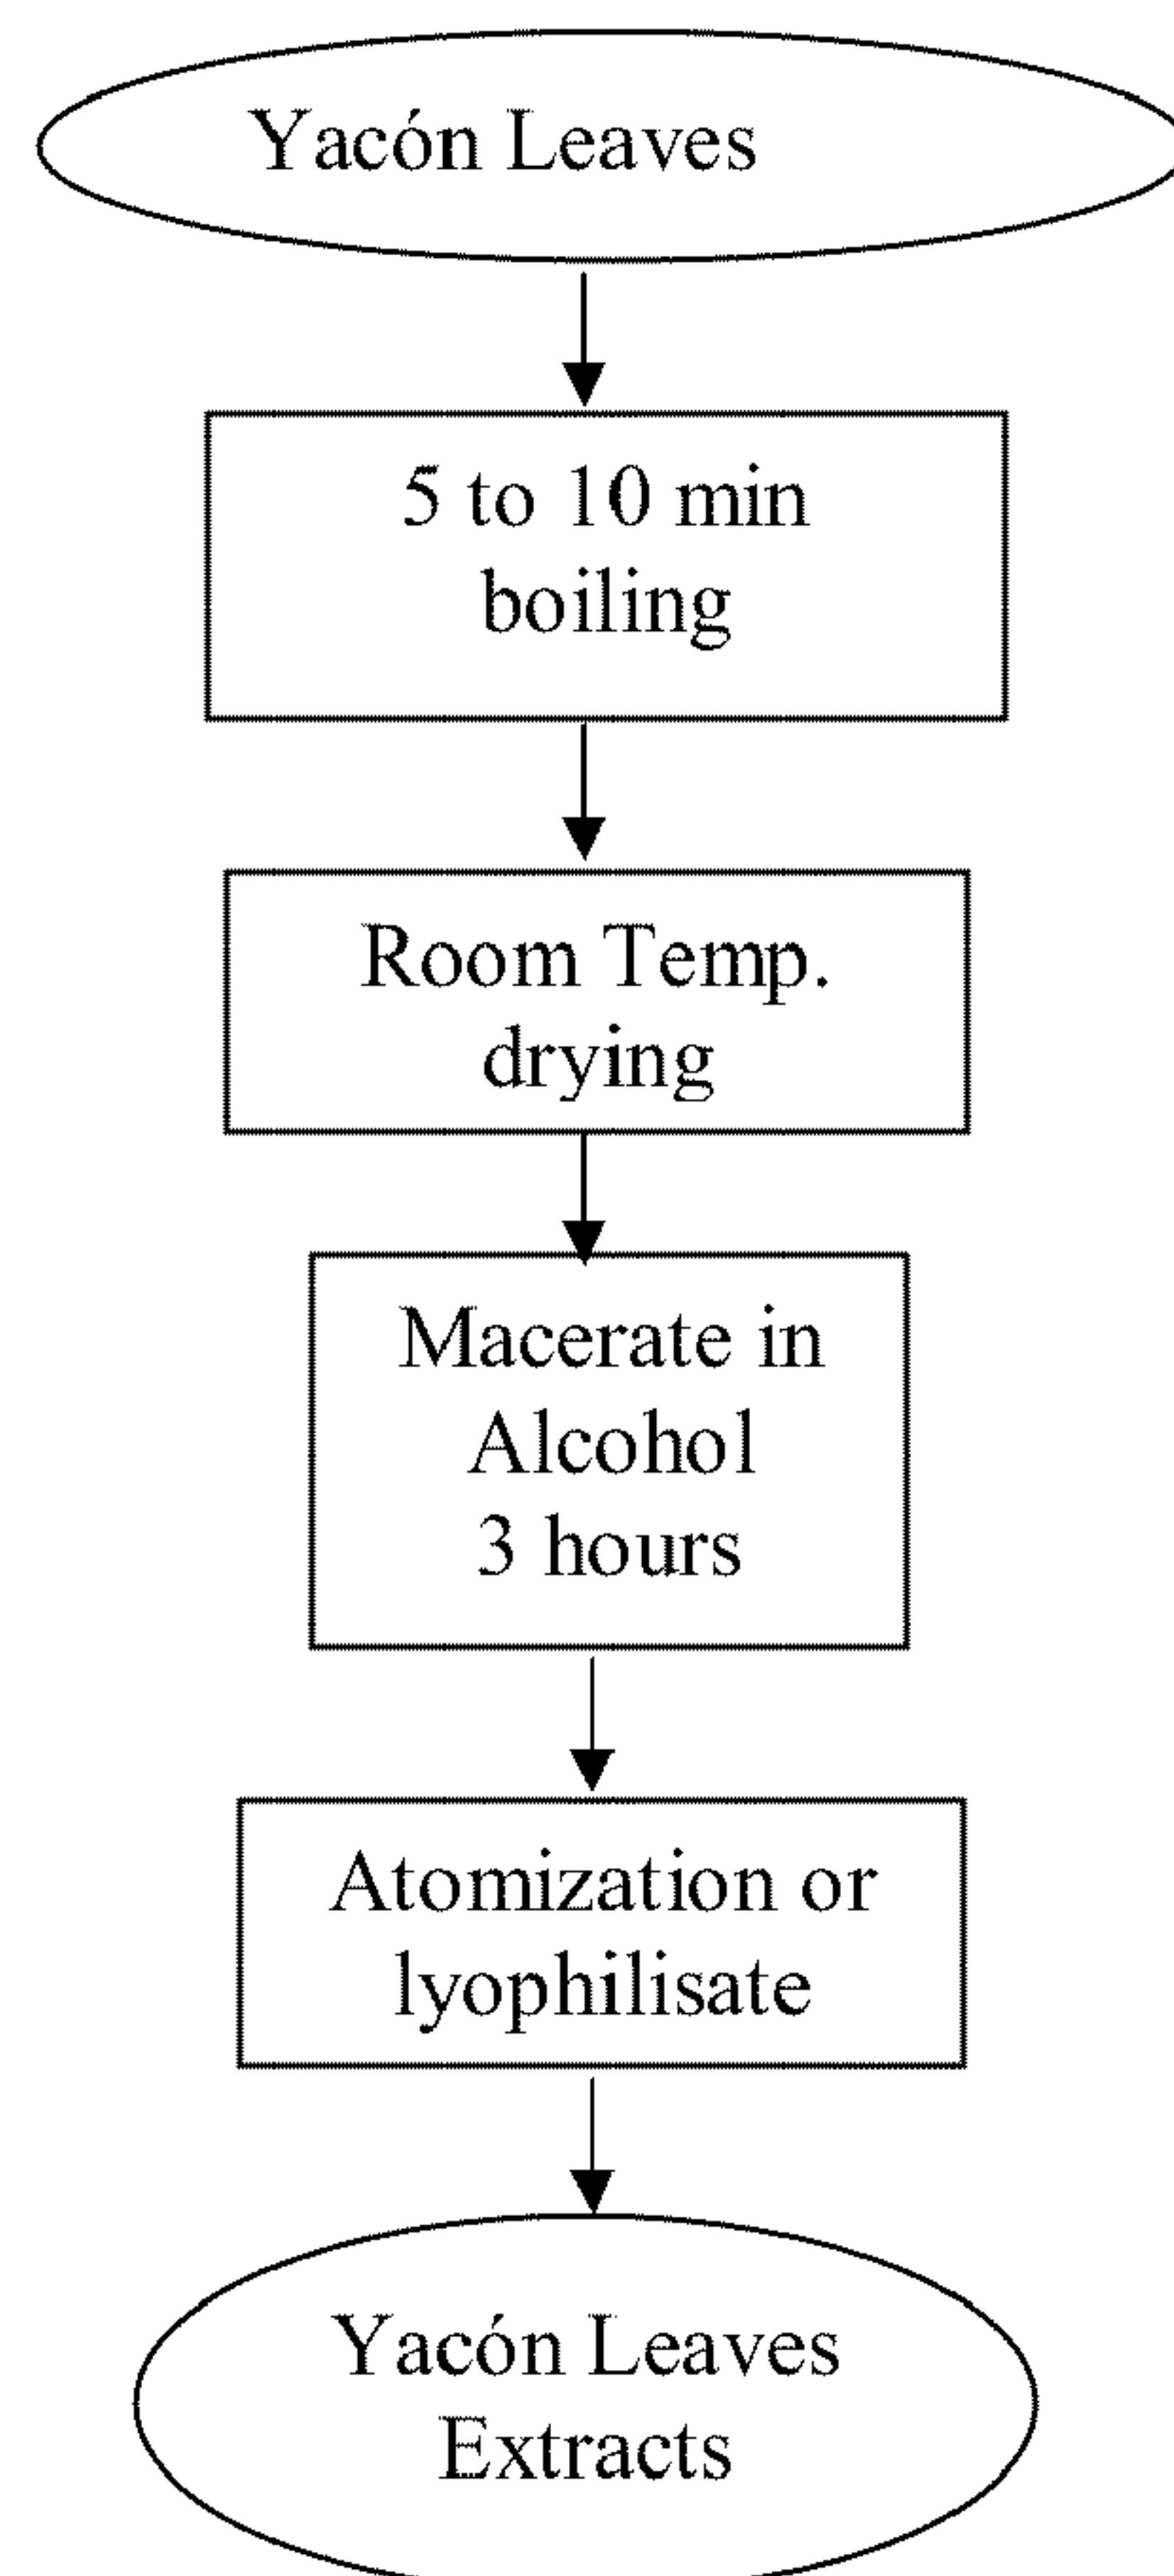 Yacón Leaves
5 to 10 min
boiling
Room Temp.
drying
Macerate in
Alcohol
3 hours
Atomization or
lyophilisate
Yacón Leaves
Extracts